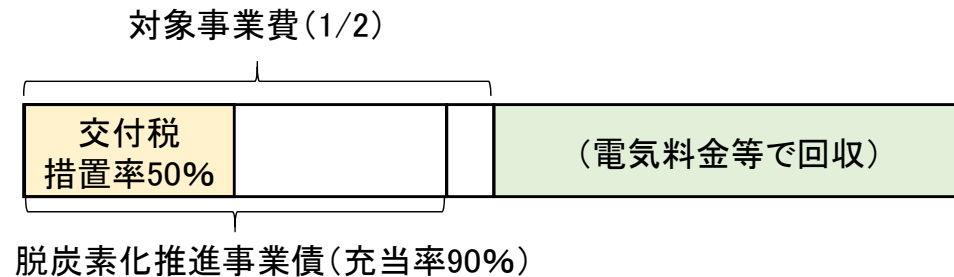 対象事業費（1/2）
交付税
措置率50%
（電気料金等で回収）
脱炭素化推進事業債（充当率90%）